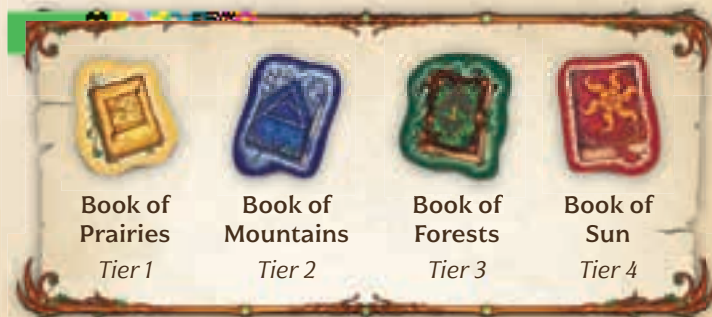 Book of Prairies
Tier 1
Book of Mountains
Tier 2
Book of Forests
Tier 3
Book of Sun
Tier 4